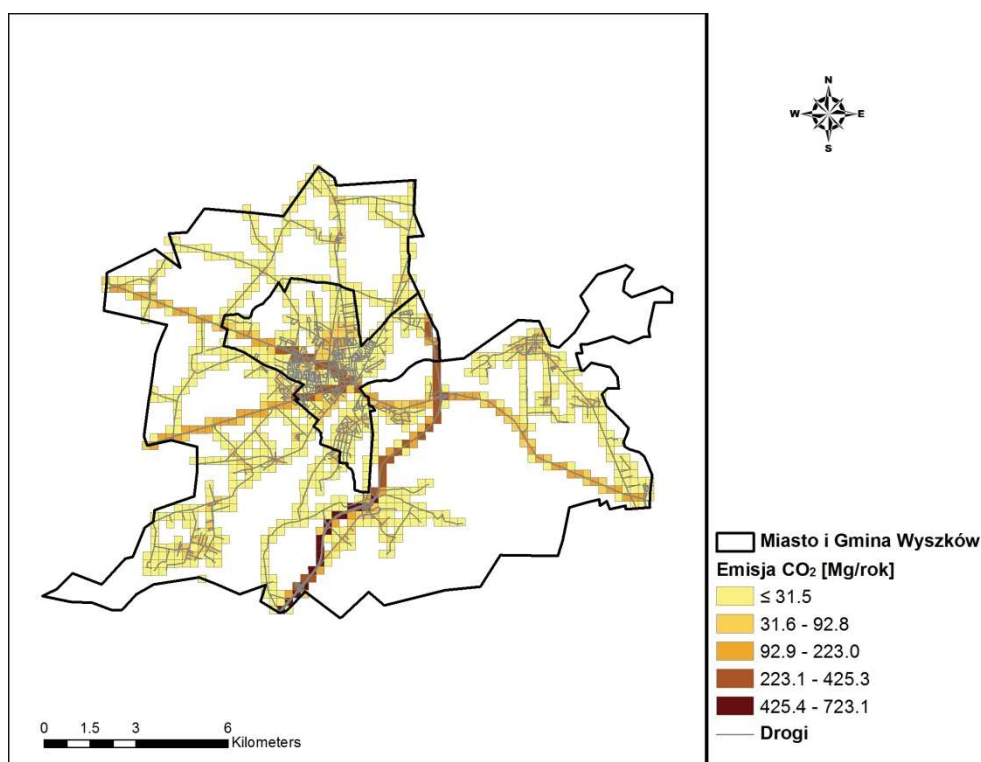 N
W E
S
Miasto i Gmina Wyszków
Emisja CO₂ [Mg/rok]
≤ 31.5
31.6 - 92.8
92.9 - 223.0
223.1 - 425.3
425.4 - 723.1
Drogi
0 1.5 3 6
Kilometers